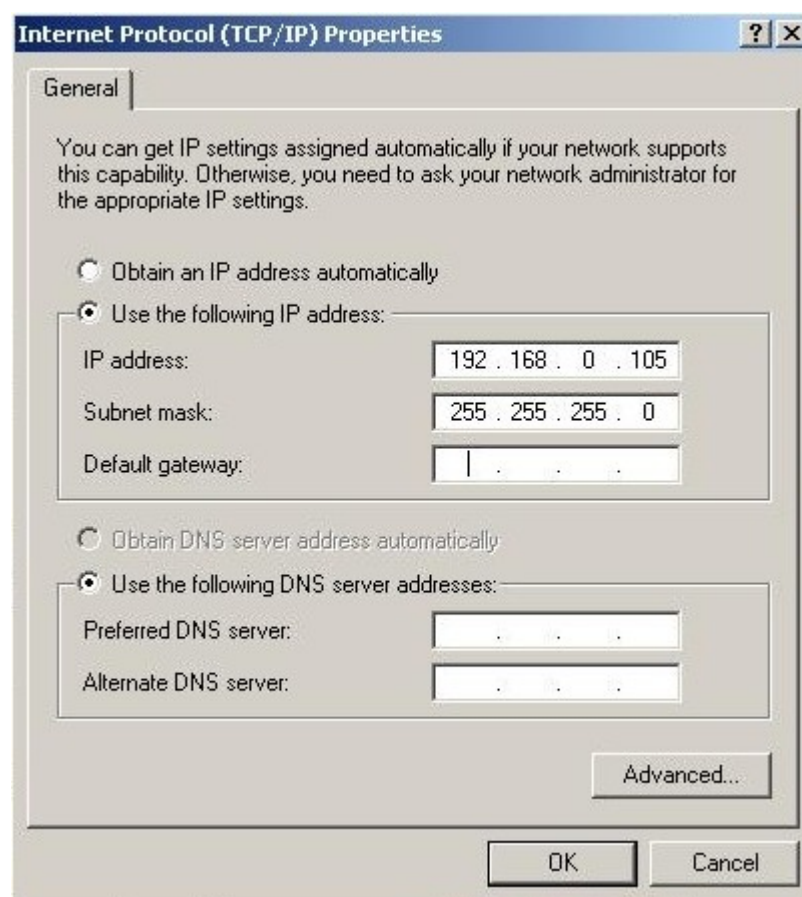 Internet Protocol (TCP/IP) Properties
General
You can get IP settings assigned automatically if your network supports
this capability. Otherwise, you need to ask your network administrator for
the appropriate IP settings.
Obtain an IP address automatically
Use the following IP address:
IP address: 192 . 168 . 0 . 105
Subnet mask: 255 . 255 . 255 . 0
Default gateway: . . .
Obtain DNS server address automatically
Use the following DNS server addresses:
Preferred DNS server: . . .
Alternate DNS server: . . .
Advanced...
OK Cancel